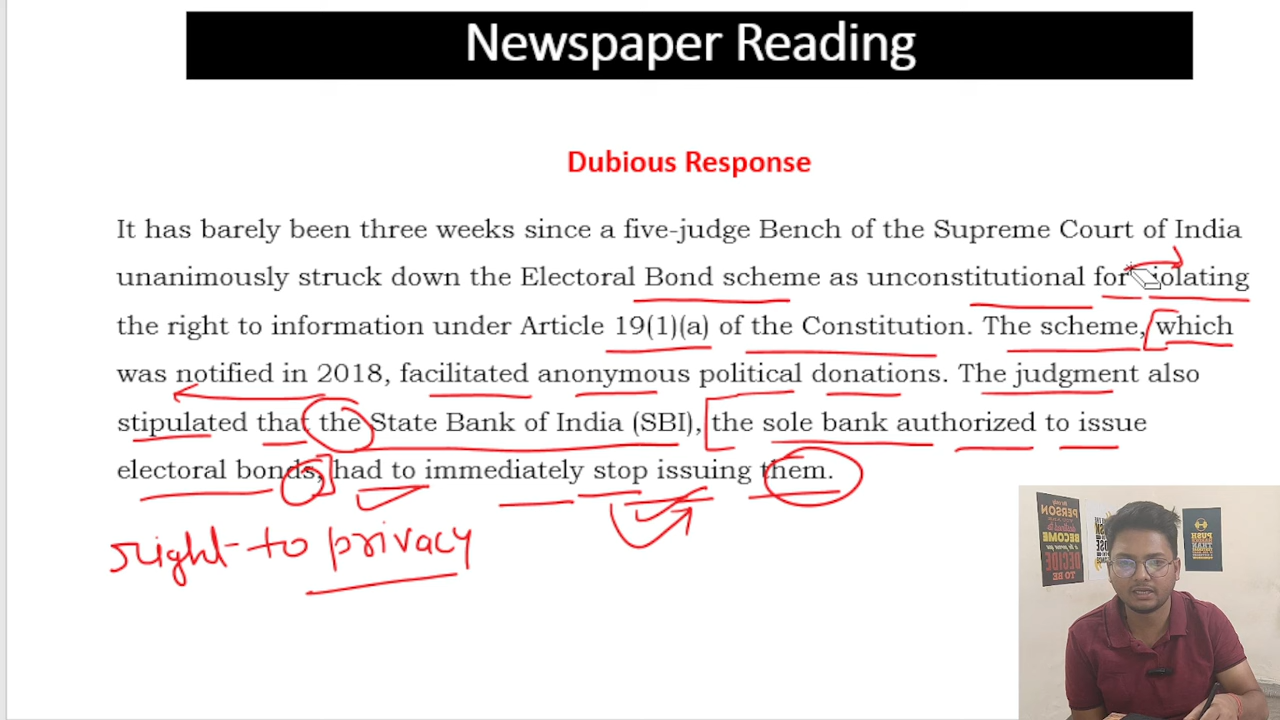 Newspaper Reading
Dubious Response
It has barely been three weeks since a five-judge Bench of the Supreme Court of India
unanimously struck down the Electoral Bond scheme as unconstitutional for violating
the right to information under Article 19(1)(a) of the Constitution. The scheme, which
was notified in 2018, facilitated anonymous political donations. The judgment also
stipulated that the State Bank of India (SBI), the sole bank authorized to issue
electoral bonds, had to immediately stop issuing them.
right to privacy